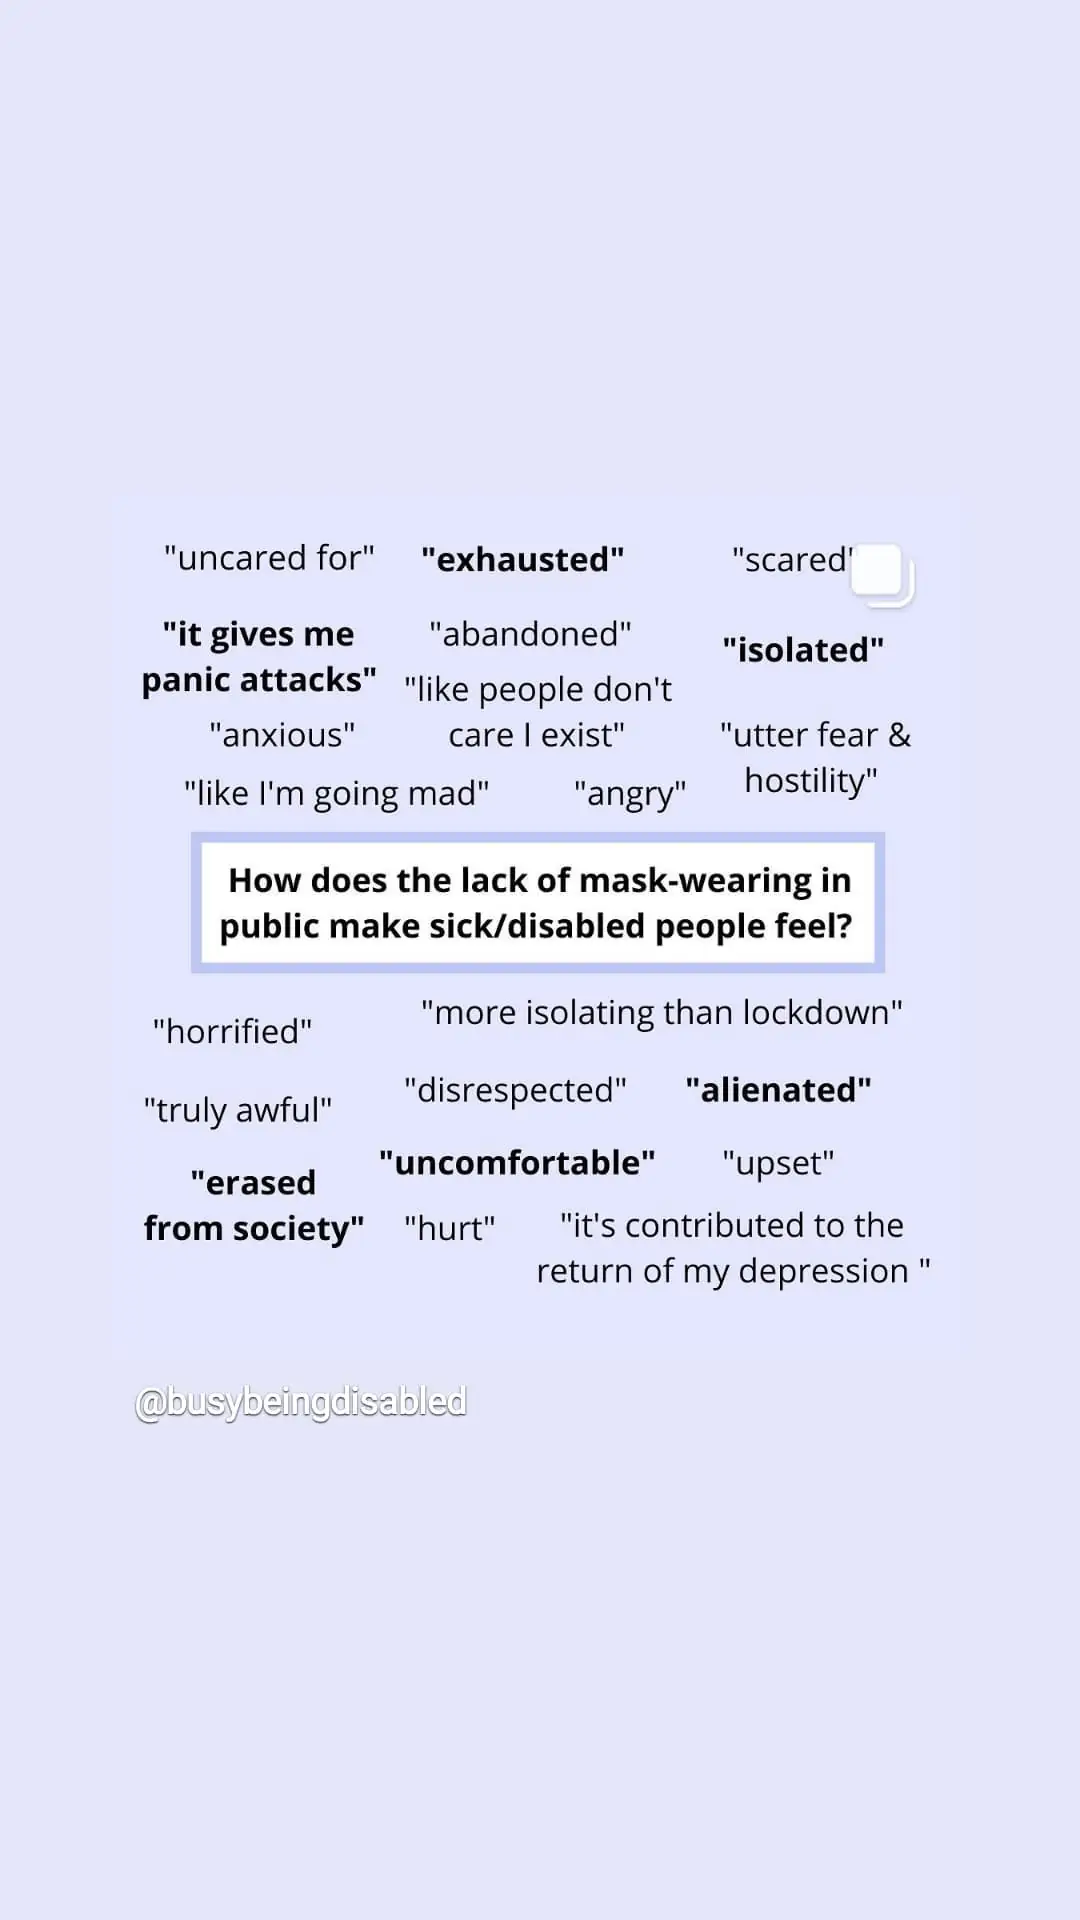 "uncared for"
"exhausted"
"scared"
"it gives me
panic attacks"
"abandoned"
"isolated"
"like people don't
care I exist"
"anxious"
"utter fear &
hostility"
"like I'm going mad"
"angry"
How does the lack of mask-wearing in
public make sick/disabled people feel?
"horrified"
"more isolating than lockdown"
"truly awful"
"disrespected"
"alienated"
"uncomfortable"
"upset"
"erased
from society"
"hurt"
"it's contributed to the
return of my depression "
@busybeingdisabled